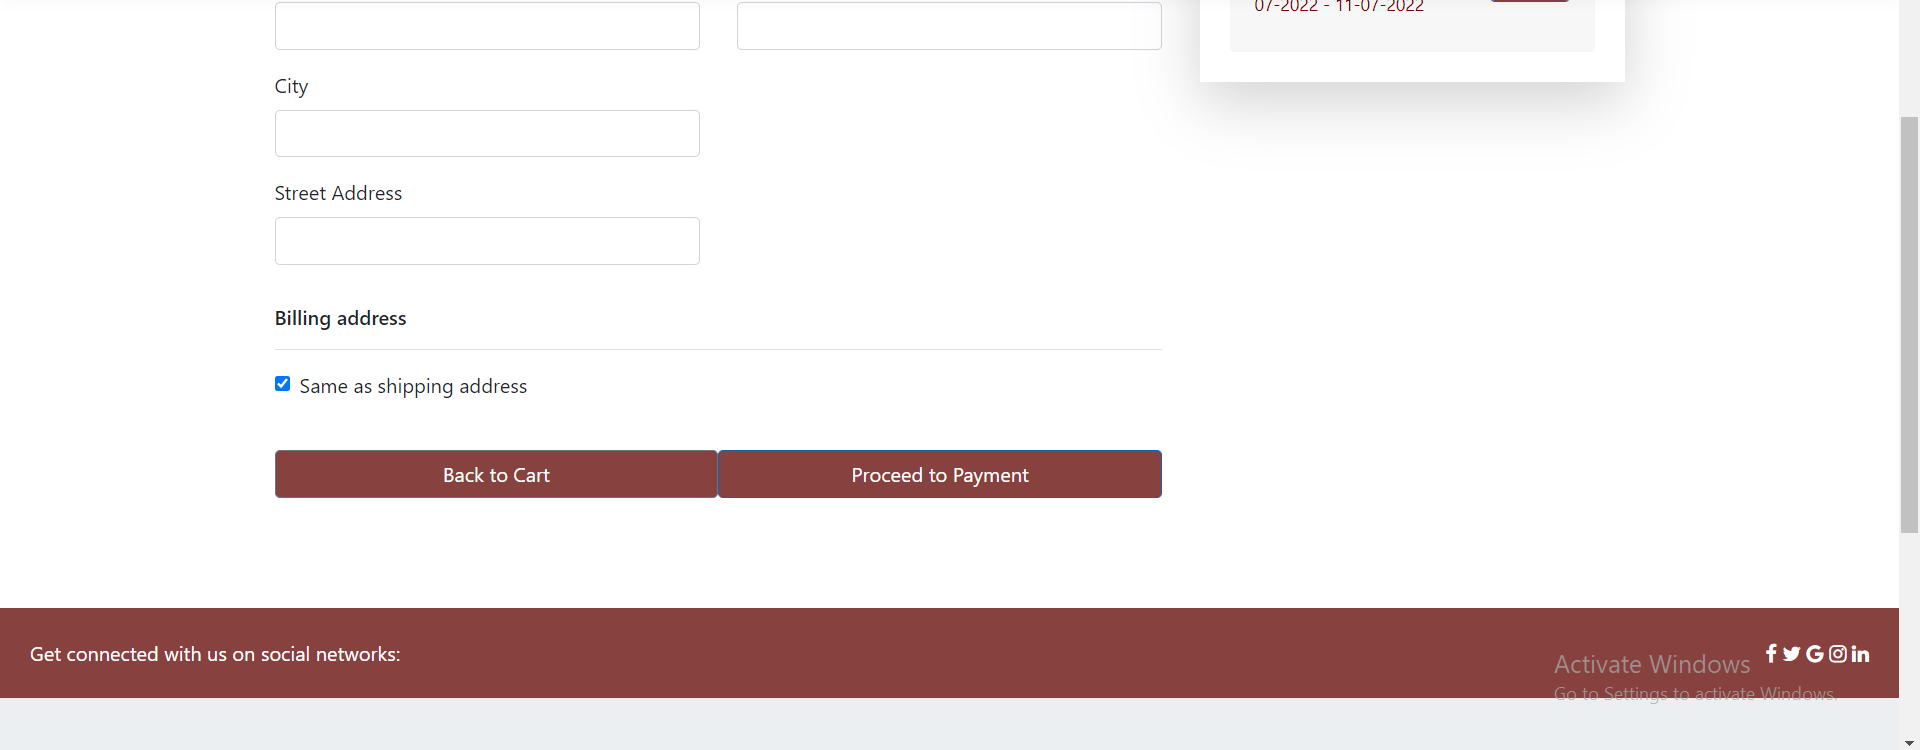 07-2022 - 11-07-2022
City
Street Address
Billing address
Same as shipping address
Back to Cart
Proceed to Payment
Get connected with us on social networks:
Activate Windows
Go to Settings to activate Windows.